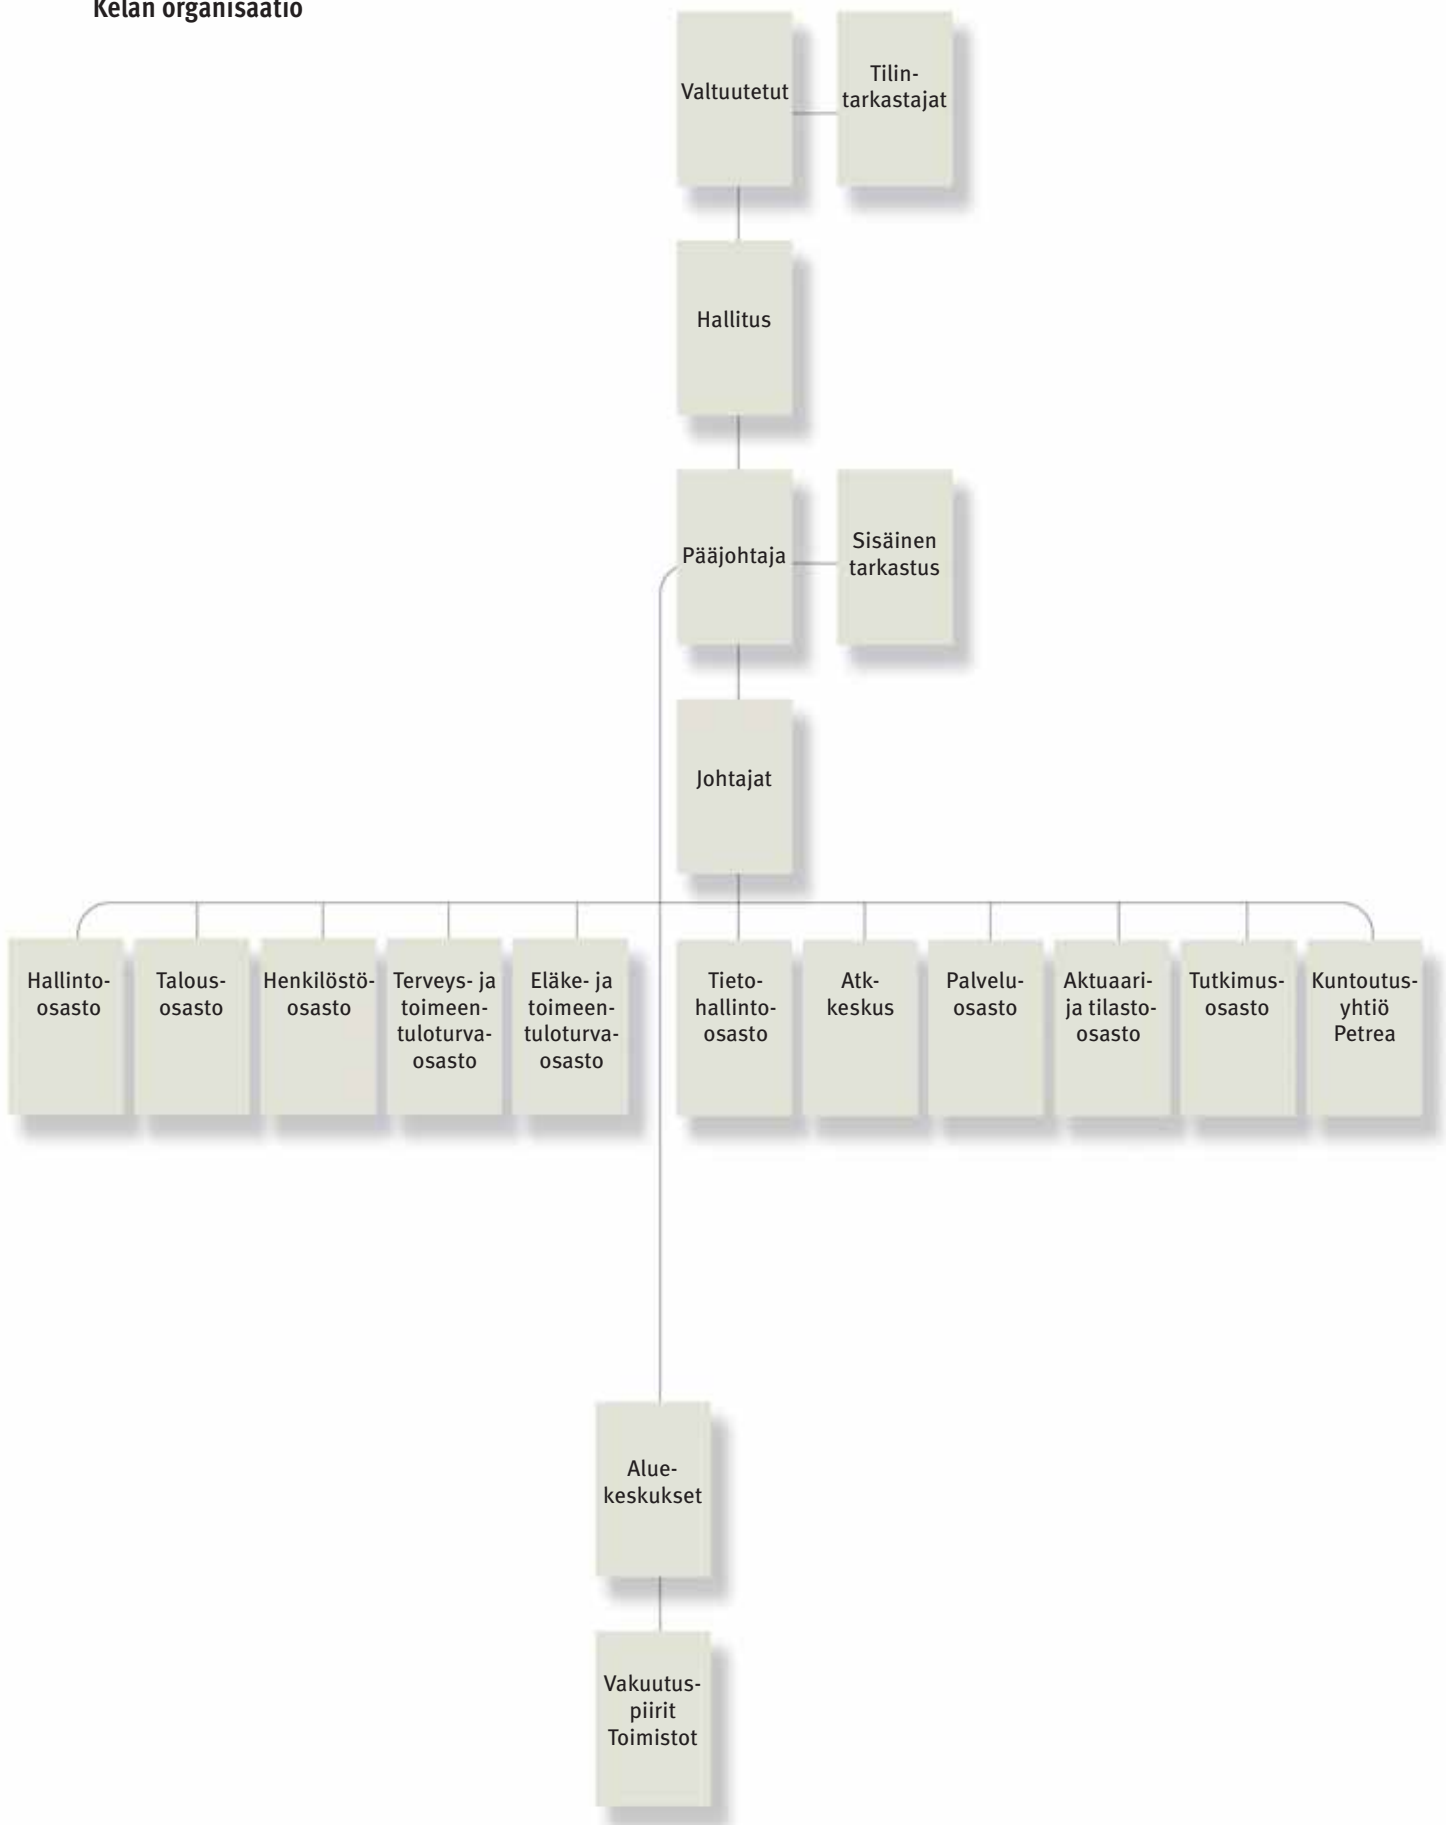 Kelan organisaatio
Valtuutetut
Tilin-
tarkastajat
Hallitus
Pääjohtaja
Sisäinen
tarkastus
Johtajat
Hallinto-
osasto
Talous-
osasto
Henkilöstö-
osasto
Terveys- ja
toimeen-
tuloturva-
osasto
Eläke- ja
toimeen-
tuloturva-
osasto
Tieto-
hallinto-
osasto
Atk-
keskus
Palvelu-
osasto
Aktuaari-
ja tilasto-
osasto
Tutkimus-
osasto
Kuntoutus-
yhtiö
Petrea
Alue-
keskukset
Vakuutus-
piirit
Toimistot